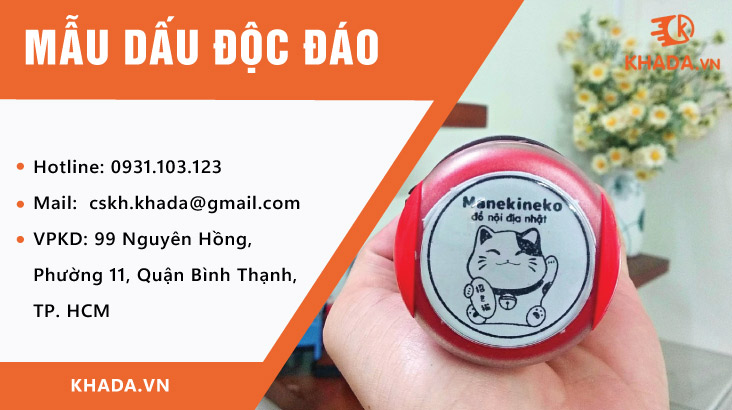 MẪU DẤU ĐỘC ĐÁO
KHADA.VN
Hotline: 0931.103.123
Mail: cskh.khada@gmail.com
VPKD: 99 Nguyên Hồng,
Phường 11, Quận Bình Thạnh,
TP. HCM
KHADA.VN
Manekineko
đồ nội địa nhật